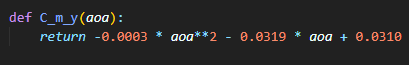 def C_m_y(aoa):
    return -0.0003 * aoa**2 - 0.0319 * aoa + 0.0310